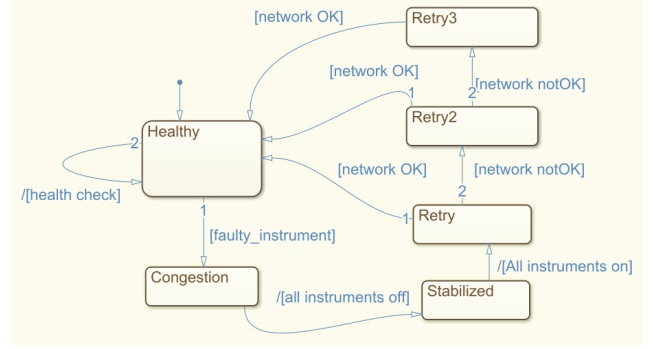 [network OK]
Retry3
[network OK]
[network notOK]
1
2
Healthy
Retry2
2
[network OK]
[network notOK]
2
/[health check]
1
1
Retry
[faulty_instrument]
Congestion
/[All instruments on]
/[all instruments off]
Stabilized